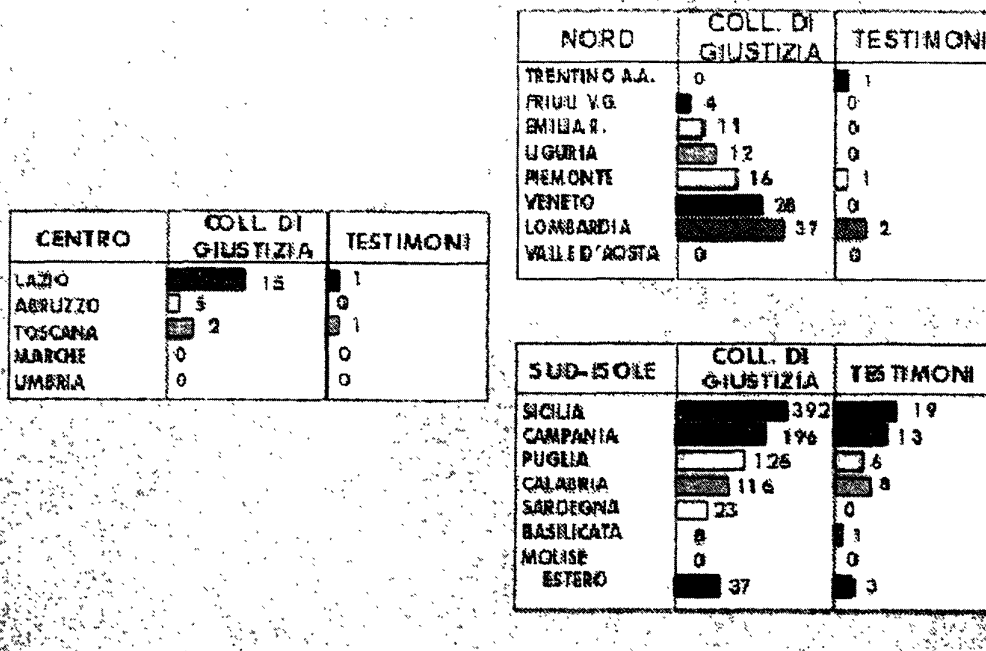 NORD COLL. DI GIUSTIZIA TESTIMONI
TRENTINO A.A. 0 1
FRIULI V.G. 4 0
EMILIA R. 11 0
LIGURIA 12 0
PIEMONTE 16 1
VENETO 28 0
LOMBARDIA 37 2
VALLE D'AOSTA 0 0
CENTRO COLL. DI GIUSTIZIA TESTIMONI
LAZIO 15 1
ABRUZZO 5 0
TOSCANA 2 1
MARCHE 0 0
UMBRIA 0 0
SUD-ISOLE COLL. DI GIUSTIZIA TESTIMONI
SICILIA 392 19
CAMPANIA 196 13
PUGLIA 126 6
CALABRIA 116 8
SARDEGNA 23 0
BASILICATA 8 1
MOLISE 0 0
ESTERO 37 3